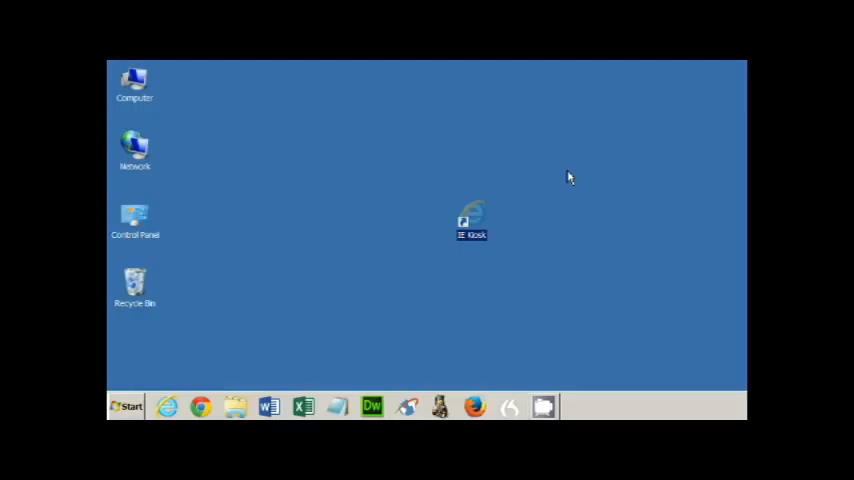 Computer
Network
Control Panel
Recycle Bin
IE Kiosk
Start
W
X
Dw